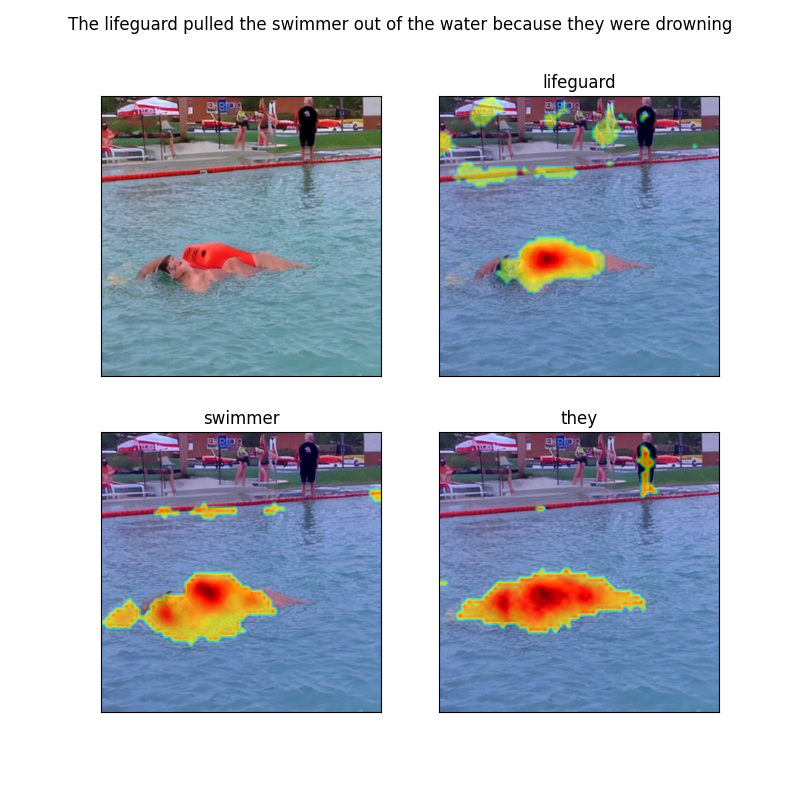 The lifeguard pulled the swimmer out of the water because they were drowning
lifeguard
swimmer
they